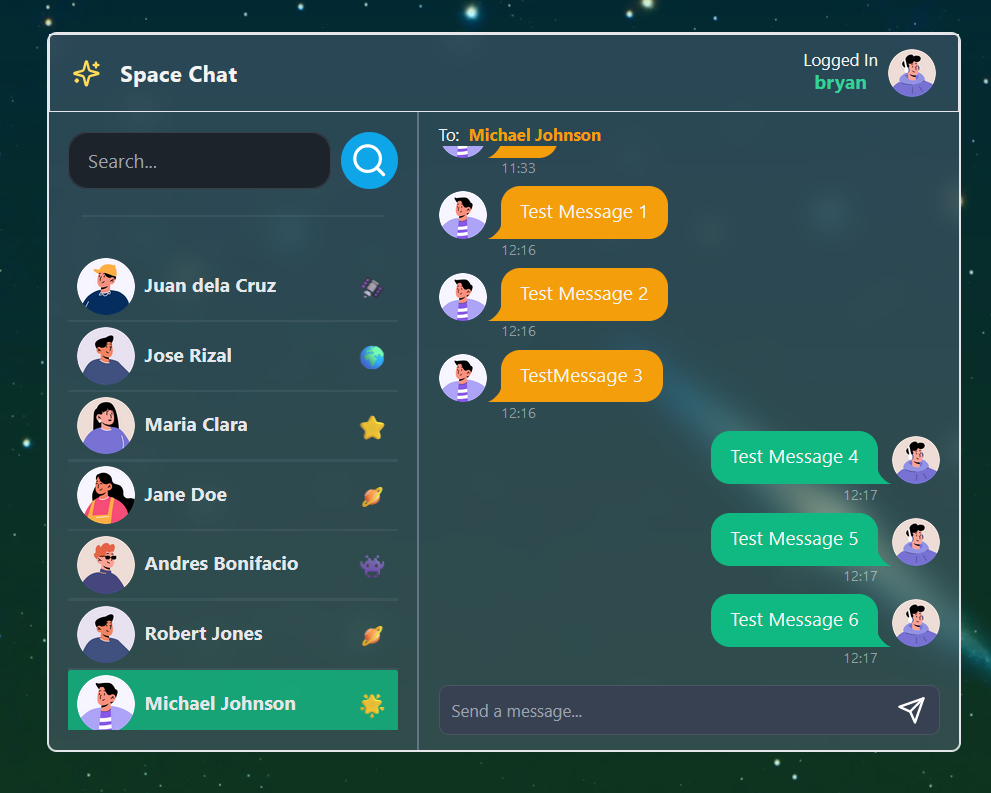 Space Chat
Logged In
bryan
Search...
Juan dela Cruz
Jose Rizal
Maria Clara
Jane Doe
Andres Bonifacio
Robert Jones
Michael Johnson
To: Michael Johnson
11:33
Test Message 1
12:16
Test Message 2
12:16
TestMessage 3
12:16
Test Message 4
12:17
Test Message 5
12:17
Test Message 6
12:17
Send a message...